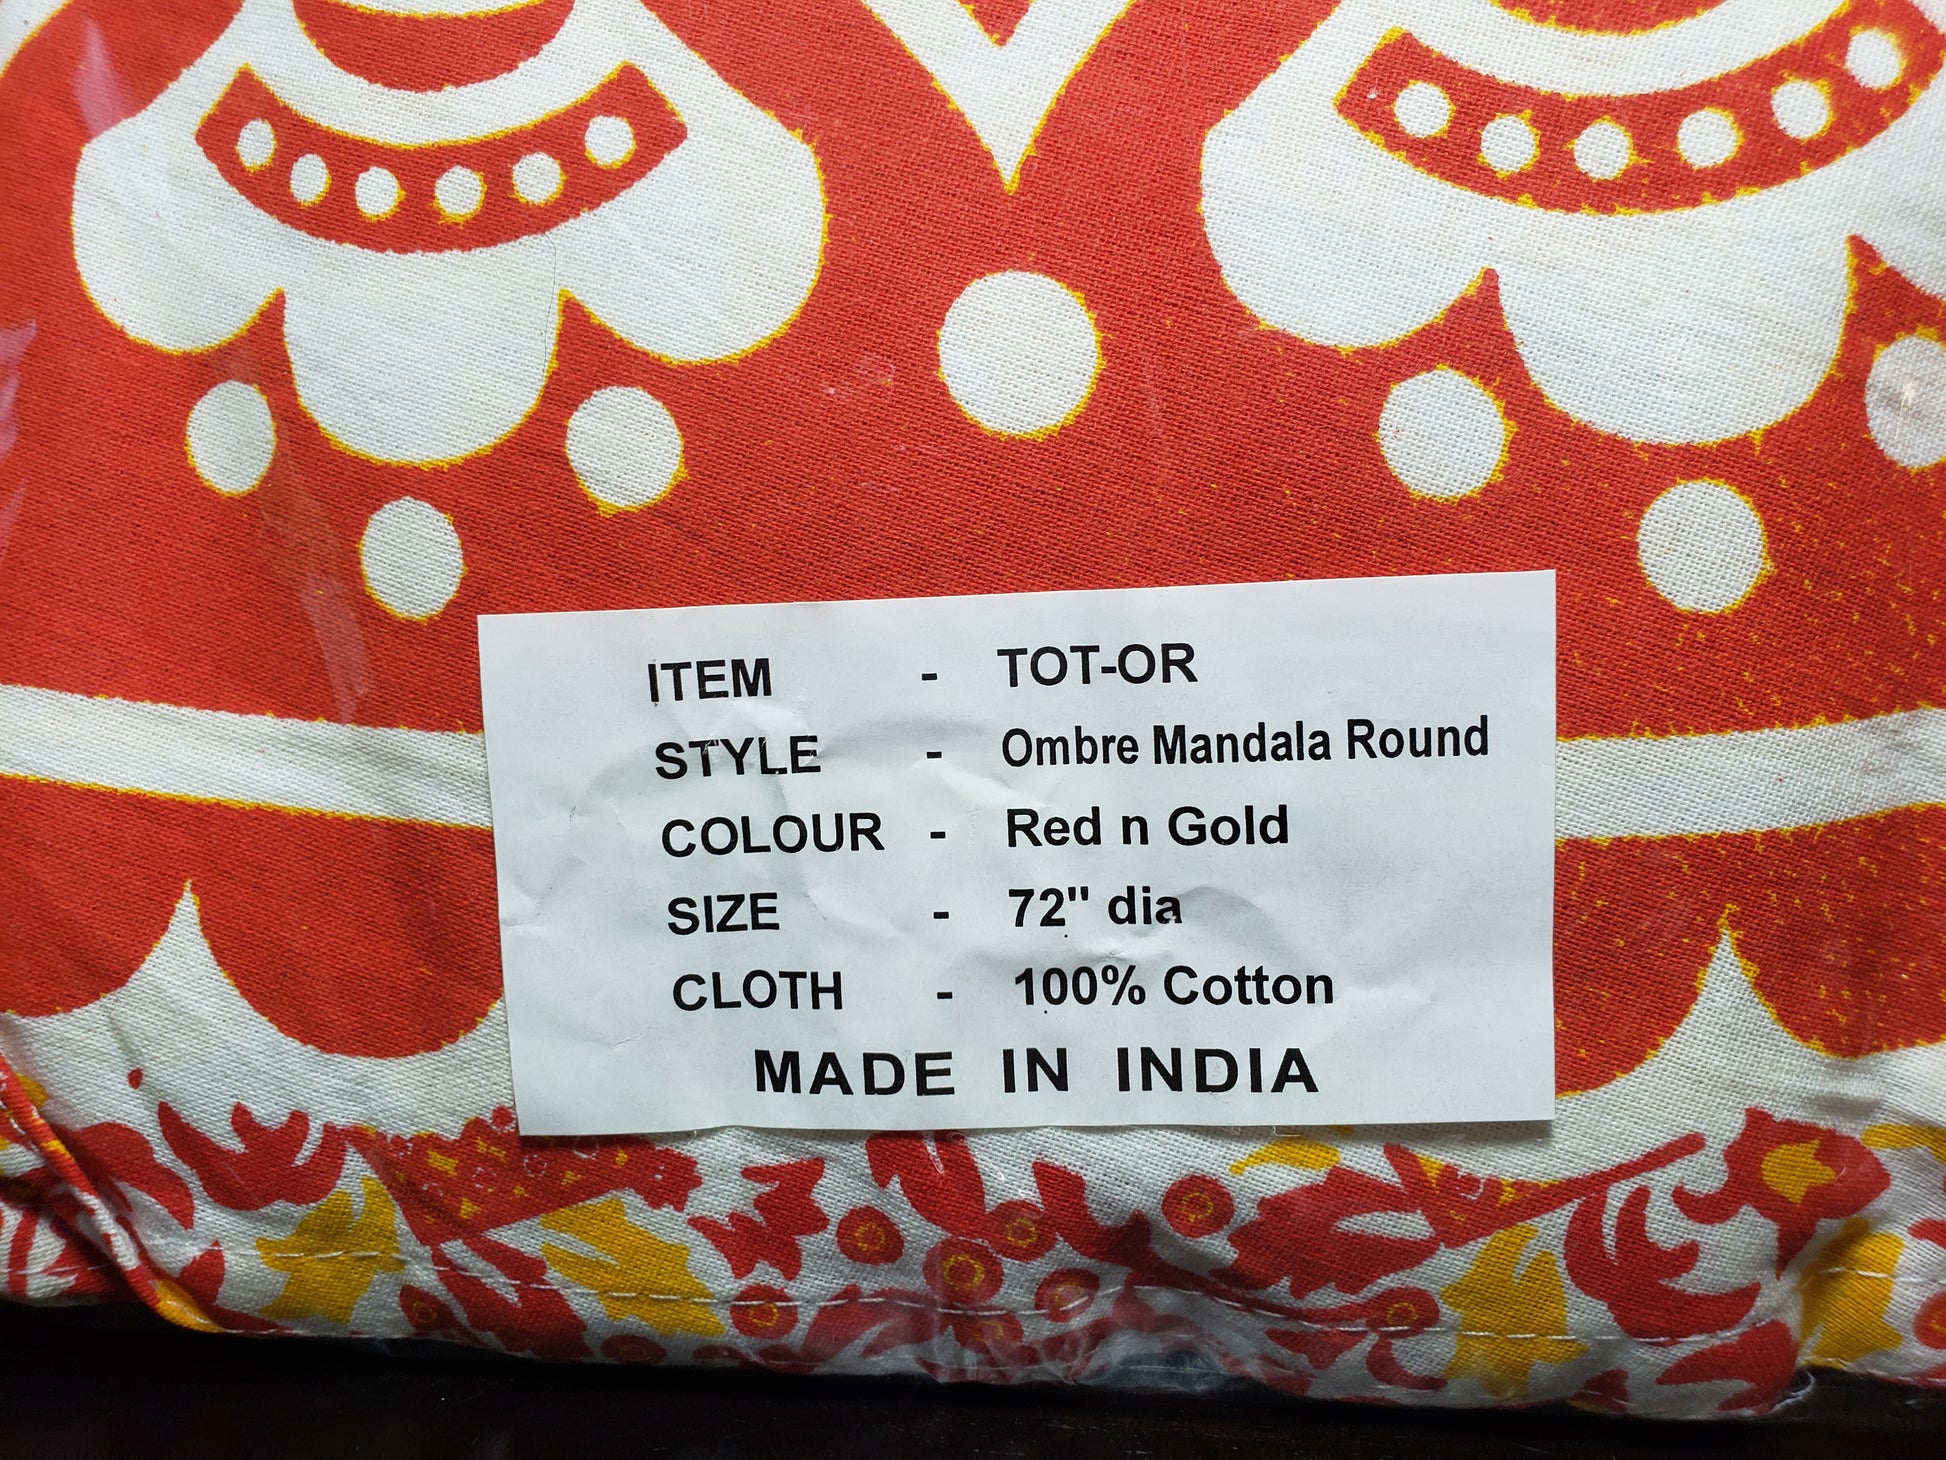 ITEM - TOT-OR
STYLE - Ombre Mandala Round
COLOUR - Red n Gold
SIZE - 72" dia
CLOTH - 100% Cotton
MADE IN INDIA